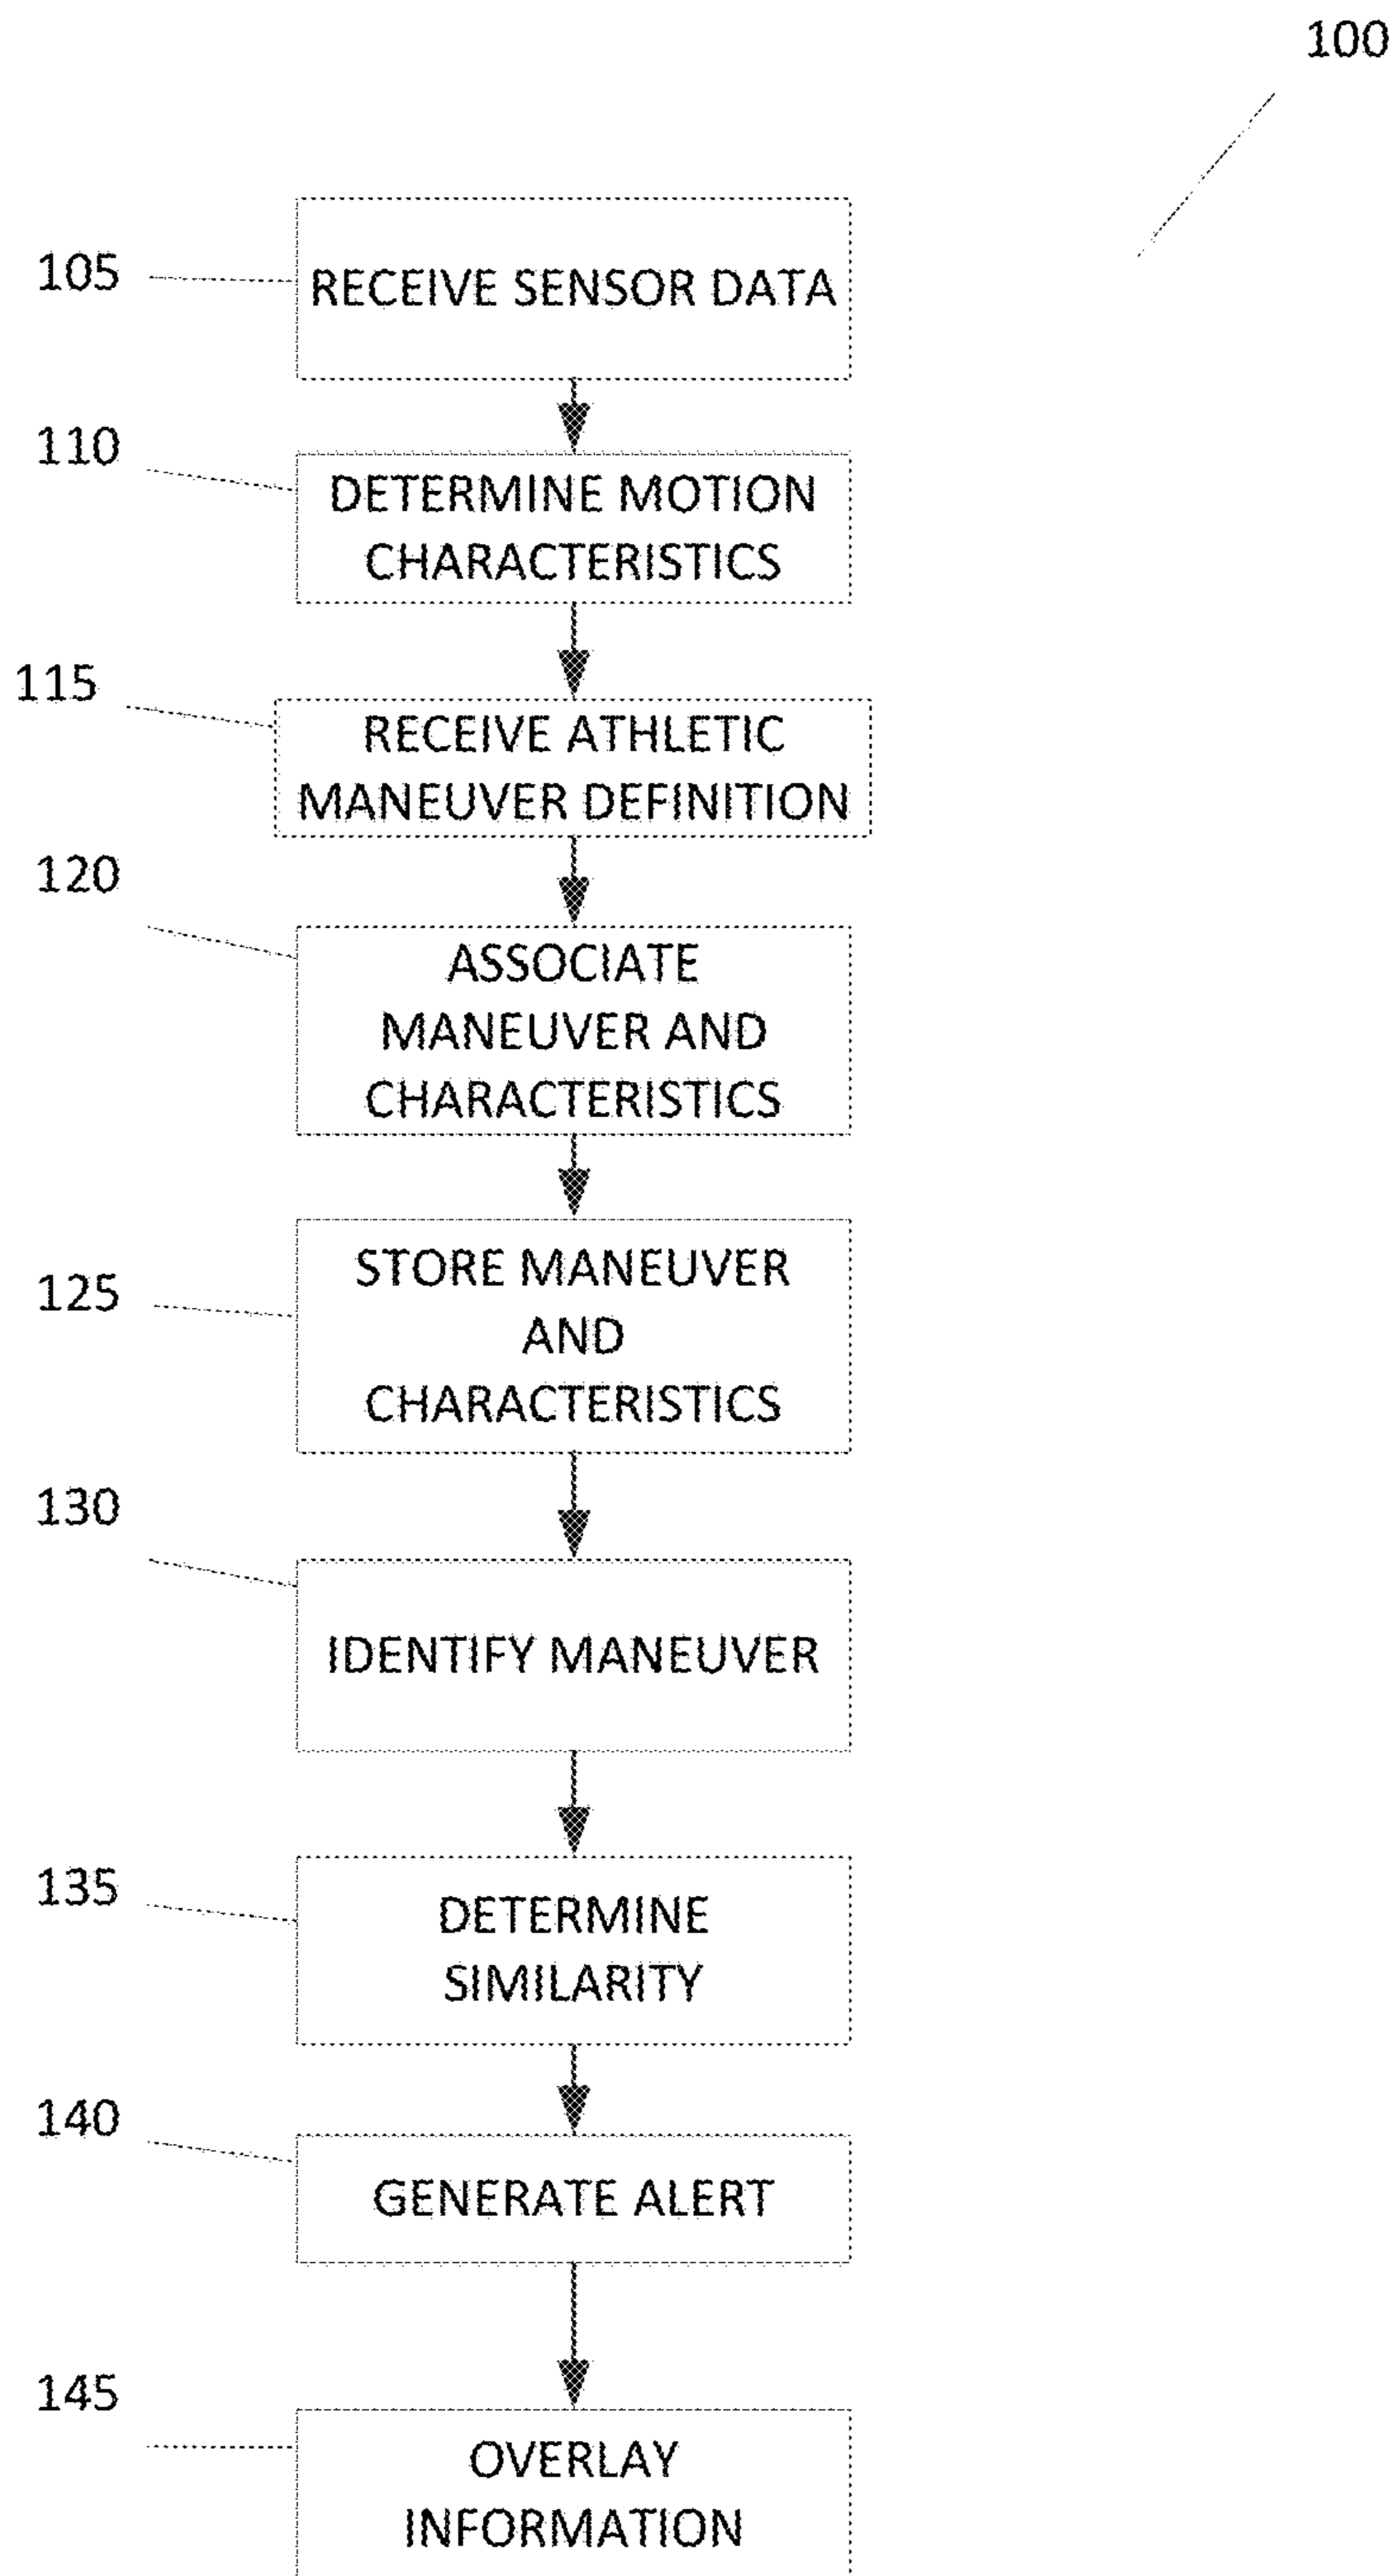 100
105
RECEIVE SENSOR DATA
110
DETERMINE MOTION
CHARACTERISTICS
115
RECEIVE ATHLETIC
MANEUVER DEFINITION
120
ASSOCIATE
MANEUVER AND
CHARACTERISTICS
125
STORE MANEUVER
AND
CHARACTERISTICS
130
IDENTIFY MANEUVER
135
DETERMINE
SIMILARITY
140
GENERATE ALERT
145
OVERLAY
INFORMATION